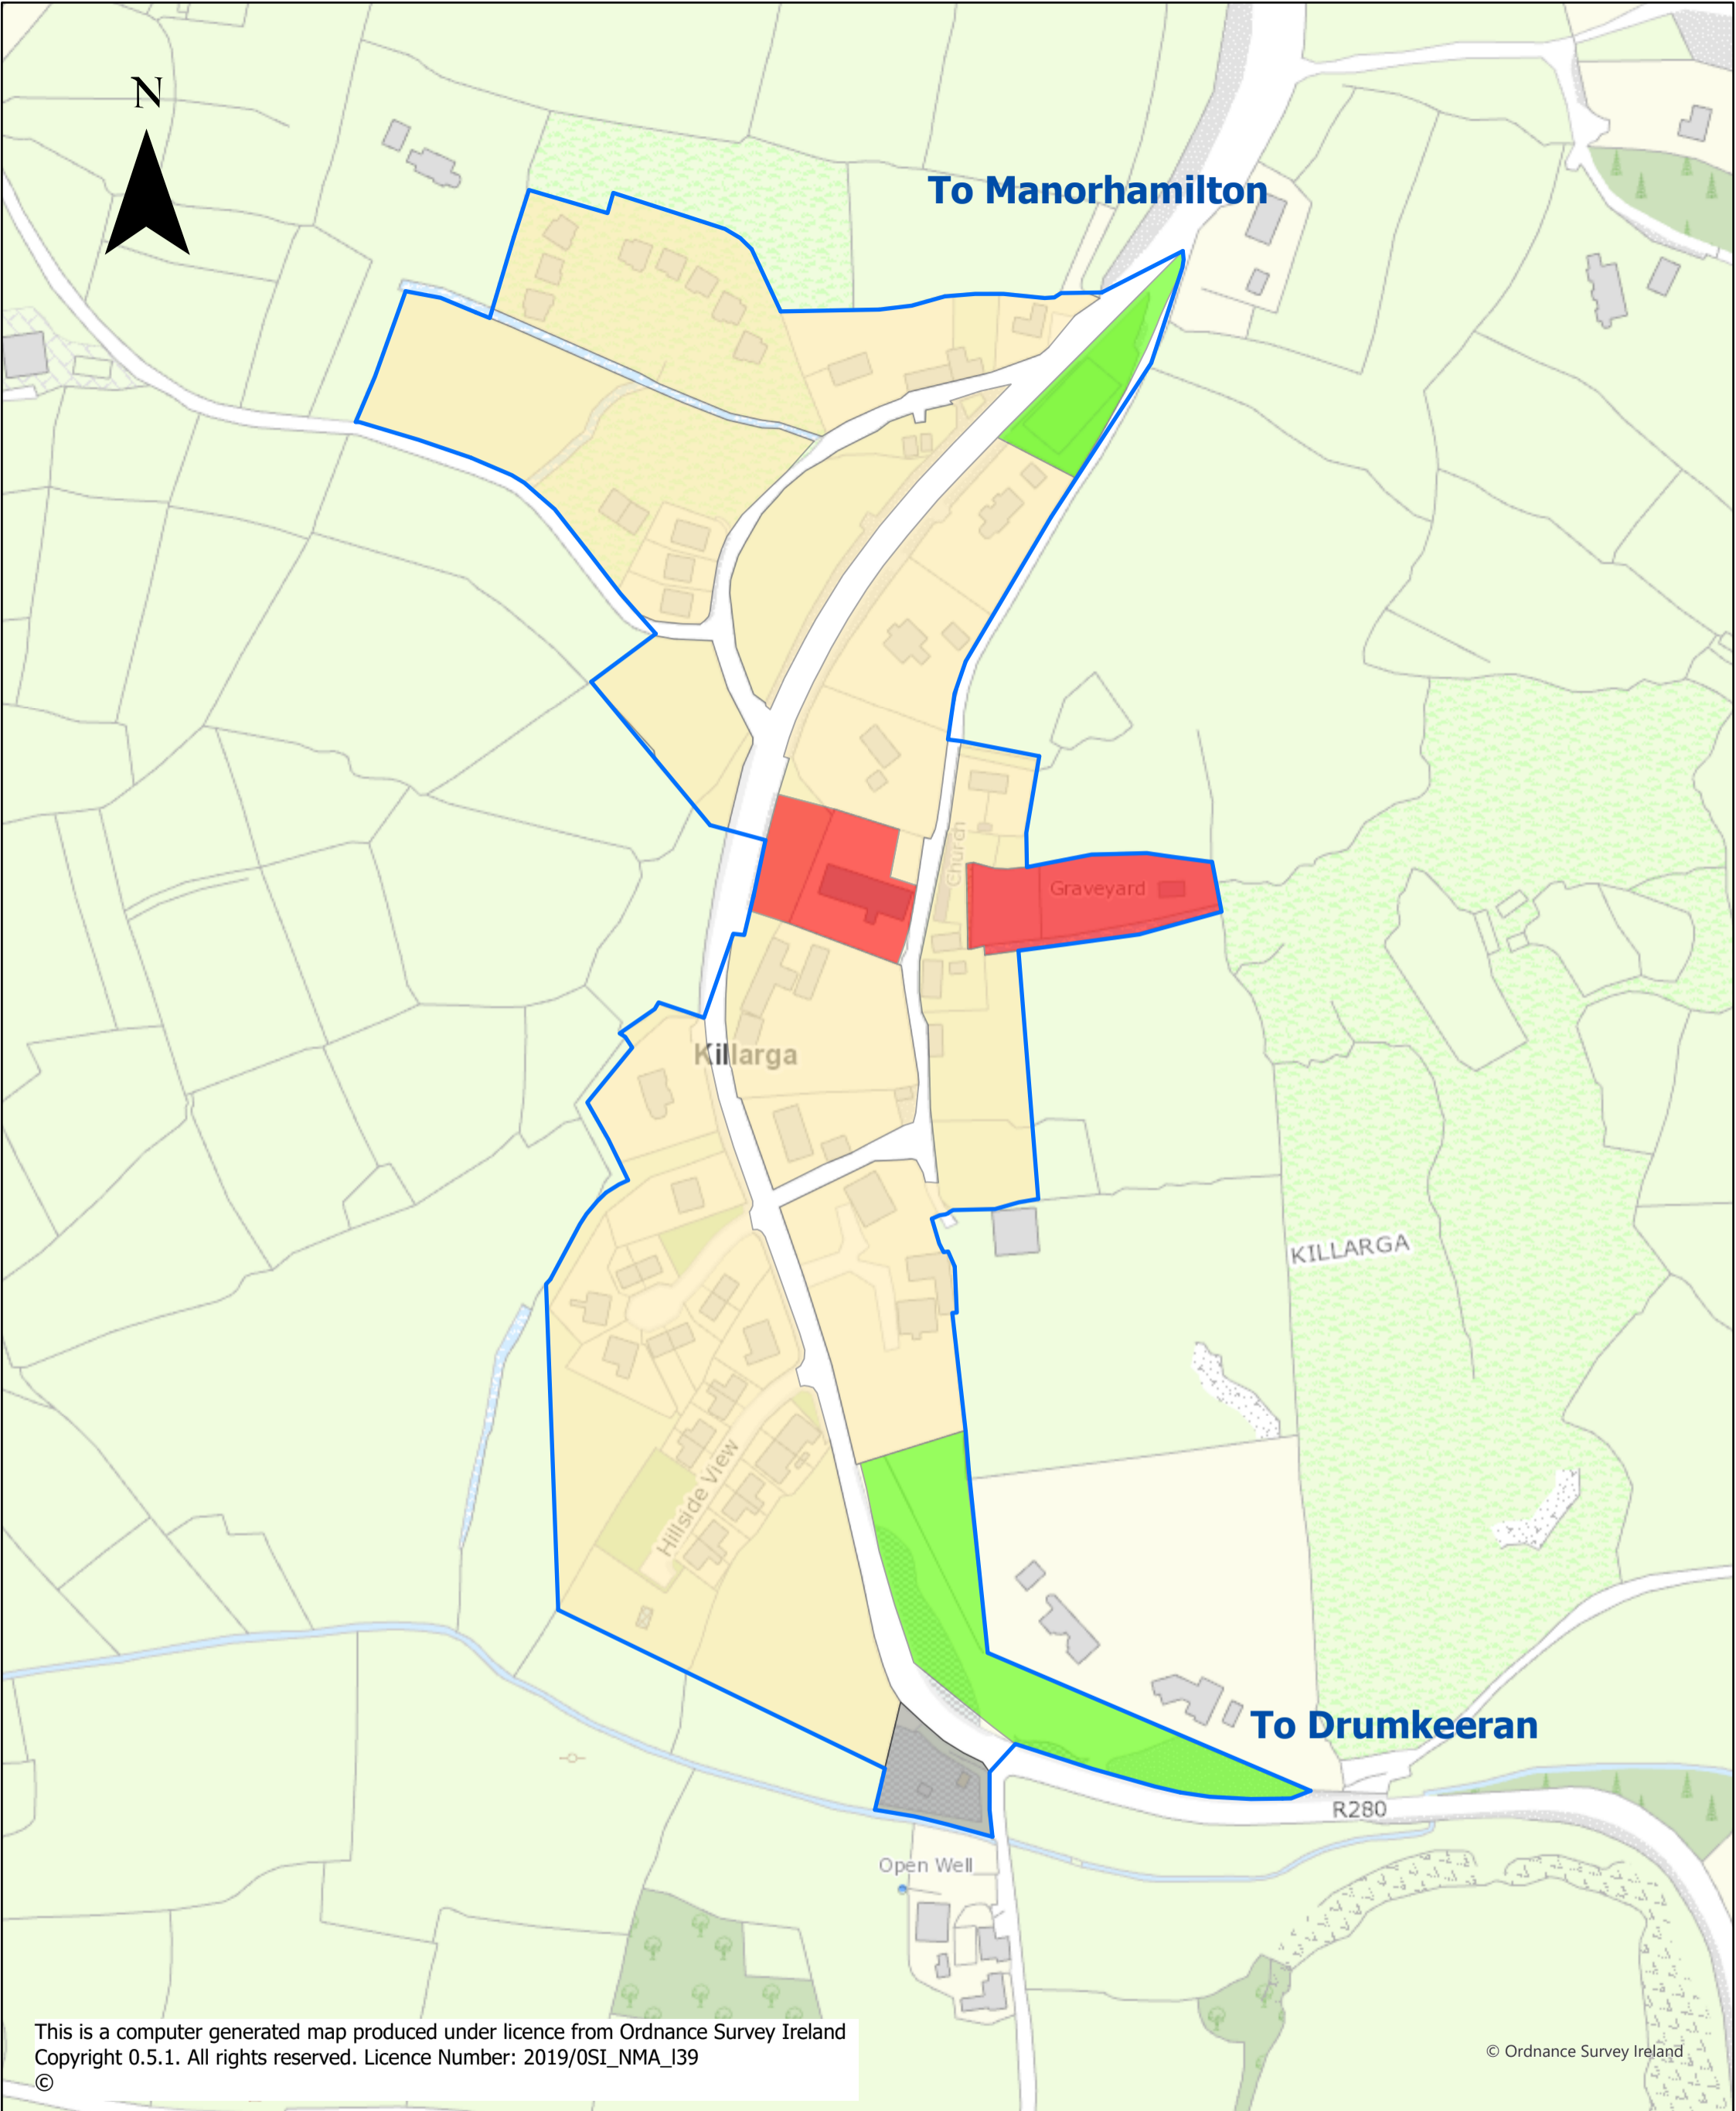 N
To Manorhamilton
Church
Graveyard
Killarga
KILLARGA
Hillside View
To Drumkeeran
R280
Open Well
This is a computer generated map produced under licence from Ordnance Survey Ireland
Copyright 0.5.1. All rights reserved. Licence Number: 2019/0SI_NMA_l39
©
© Ordnance Survey Ireland